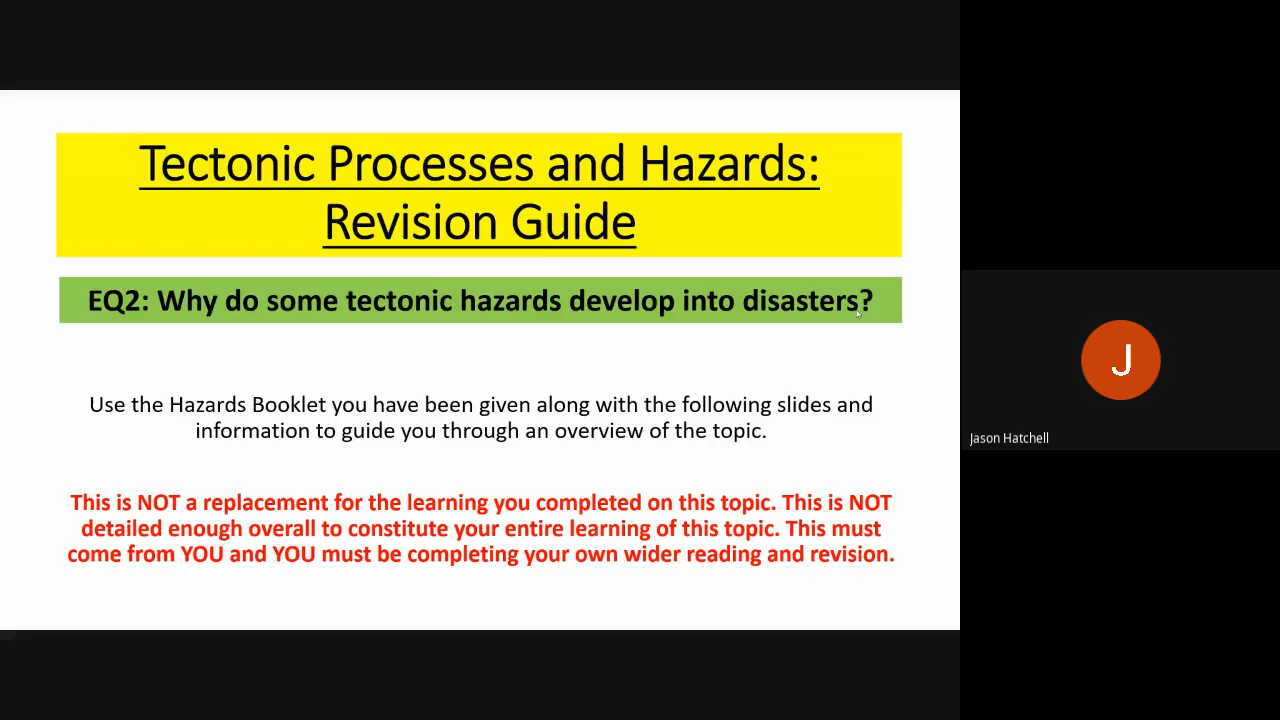 Tectonic Processes and Hazards:
Revision Guide
EQ2: Why do some tectonic hazards develop into disasters?
Use the Hazards Booklet you have been given along with the following slides and
information to guide you through an overview of the topic.
This is NOT a replacement for the learning you completed on this topic. This is NOT
detailed enough overall to constitute your entire learning of this topic. This must
come from YOU and YOU must be completing your own wider reading and revision.
J
Jason Hatchell